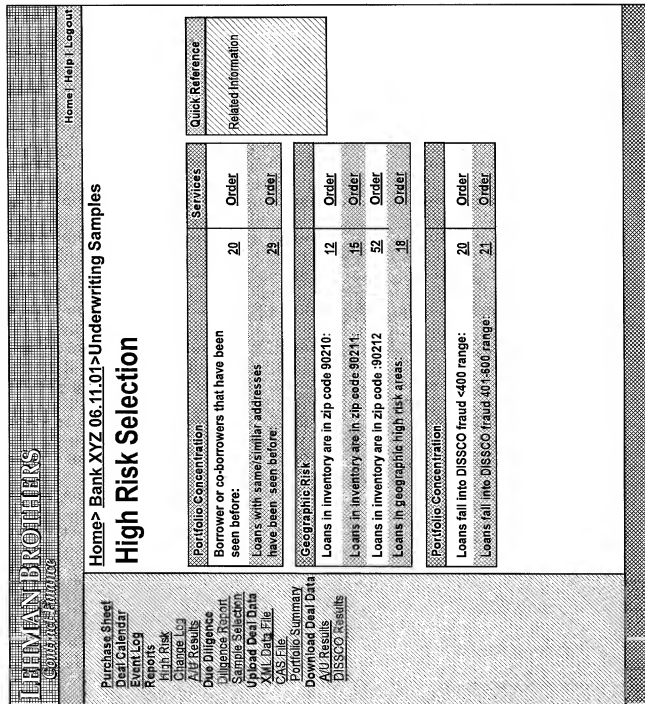 LEHMAN BROTHERS
Contract Finance
Home | Help | Logout
Purchase Sheet
Deal Calendar
Event Log
Reports
High Risk
Change Log
A/U Results
Due Diligence
Diligence Report
Sample Selection
Upload Deal Data
XML Data File
CAS File
Portfolio Summary
Download Deal Data
A/U Results
DISSCO Results
Home> Bank XYZ 06.11.01>Underwriting Samples
High Risk Selection
Portfolio Concentration Services
Borrower or co-borrowers that have been
seen before: 20 Order
Loans with same/similar addresses
have been seen before: 29 Order
Geographic Risk
Loans in inventory are in zip code 90210: 12 Order
Loans in inventory are in zip code 90211: 15 Order
Loans in inventory are in zip code :90212 52 Order
Loans in geographic high risk areas: 18 Order
Portfolio Concentration
Loans fall into DISSCO fraud <400 range: 20 Order
Loans fall into DISSCO fraud 401-600 range: 21 Order
Quick Reference
Related Information